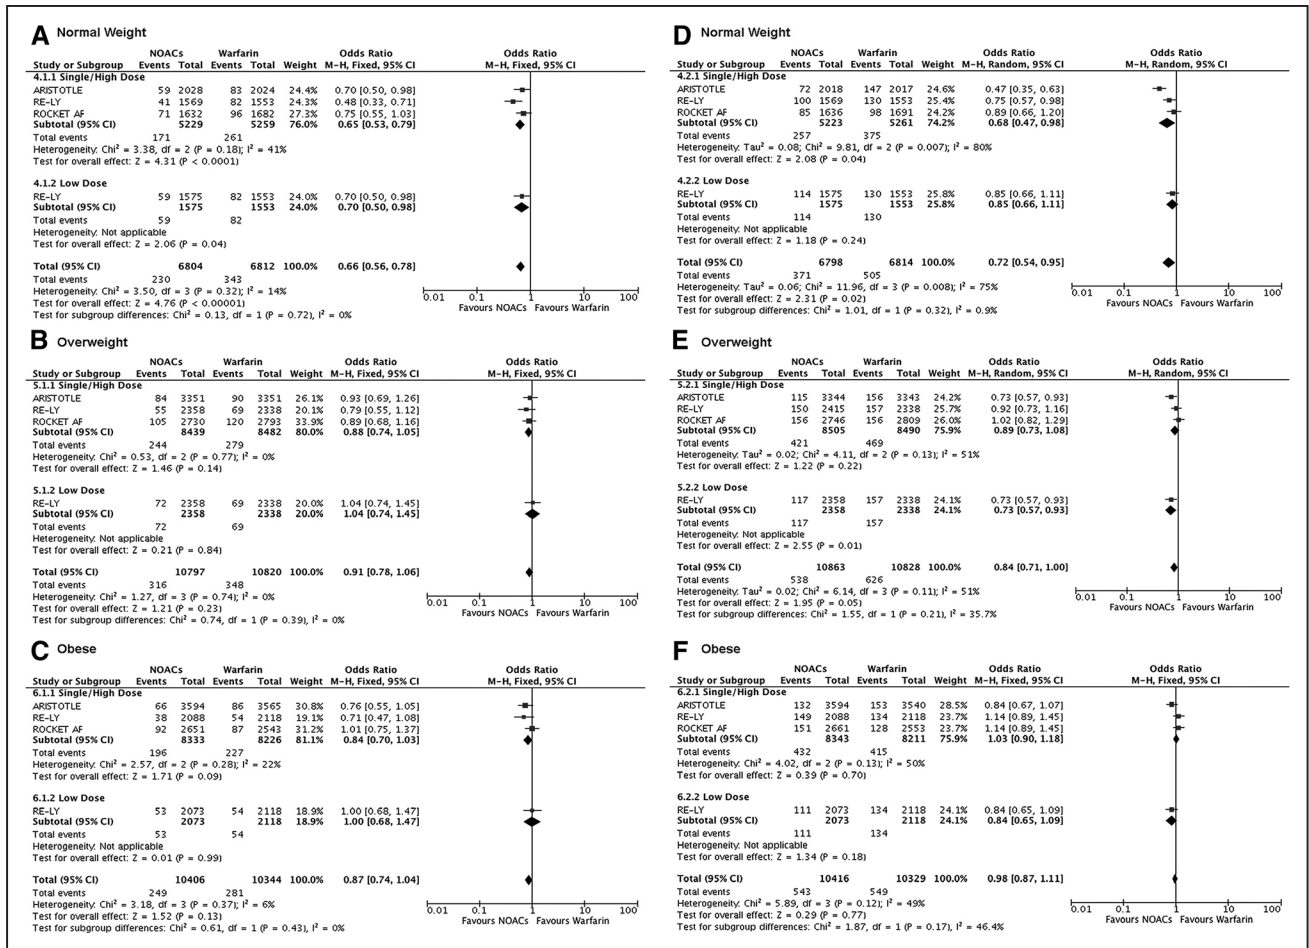 A Normal Weight
NOACs Warfarin Odds Ratio Odds Ratio
Study or Subgroup Events Total Events Total Weight M-H, Fixed, 95% CI M-H, Fixed, 95% CI
4.1.1 Single/High Dose
ARISTOTLE 59 2028 83 2024 24.4% 0.70 [0.50, 0.98]
RE-LY 41 1569 82 1553 24.3% 0.48 [0.33, 0.71]
ROCKET AF 71 1632 96 1682 27.3% 0.75 [0.55, 1.03]
Subtotal (95% CI) 5229 5259 76.0% 0.65 [0.53, 0.79]
Total events 171 261
Heterogeneity: Chi² = 3.38, df = 2 (P = 0.18); I² = 41%
Test for overall effect: Z = 4.31 (P < 0.0001)
4.1.2 Low Dose
RE-LY 59 1575 82 1553 24.0% 0.70 [0.50, 0.98]
Subtotal (95% CI) 1575 1553 24.0% 0.70 [0.50, 0.98]
Total events 59 82
Heterogeneity: Not applicable
Test for overall effect: Z = 2.06 (P = 0.04)
Total (95% CI) 6804 6812 100.0% 0.66 [0.56, 0.78]
Total events 230 343
Heterogeneity: Chi² = 3.50, df = 3 (P = 0.32); I² = 14%
Test for overall effect: Z = 4.76 (P < 0.00001)
Test for subgroup differences: Chi² = 0.13, df = 1 (P = 0.72), I² = 0%
0.01 0.1 1 10 100
Favours NOACs Favours Warfarin
B Overweight
NOACs Warfarin Odds Ratio Odds Ratio
Study or Subgroup Events Total Events Total Weight M-H, Fixed, 95% CI M-H, Fixed, 95% CI
5.1.1 Single/High Dose
ARISTOTLE 84 3351 90 3351 26.1% 0.93 [0.69, 1.26]
RE-LY 55 2358 69 2338 20.1% 0.79 [0.55, 1.12]
ROCKET AF 105 2730 120 2793 33.9% 0.89 [0.68, 1.16]
Subtotal (95% CI) 8439 8482 80.0% 0.88 [0.74, 1.05]
Total events 244 279
Heterogeneity: Chi² = 0.53, df = 2 (P = 0.77); I² = 0%
Test for overall effect: Z = 1.46 (P = 0.14)
5.1.2 Low Dose
RE-LY 72 2358 69 2338 20.0% 1.04 [0.74, 1.45]
Subtotal (95% CI) 2358 2338 20.0% 1.04 [0.74, 1.45]
Total events 72 69
Heterogeneity: Not applicable
Test for overall effect: Z = 0.21 (P = 0.84)
Total (95% CI) 10797 10820 100.0% 0.91 [0.78, 1.06]
Total events 316 348
Heterogeneity: Chi² = 1.27, df = 3 (P = 0.74); I² = 0%
Test for overall effect: Z = 1.21 (P = 0.23)
Test for subgroup differences: Chi² = 0.74, df = 1 (P = 0.39), I² = 0%
0.01 0.1 1 10 100
Favours NOACs Favours Warfarin
C Obese
NOACs Warfarin Odds Ratio Odds Ratio
Study or Subgroup Events Total Events Total Weight M-H, Fixed, 95% CI M-H, Fixed, 95% CI
6.1.1 Single/High Dose
ARISTOTLE 66 3594 86 3565 30.8% 0.76 [0.55, 1.05]
RE-LY 38 2088 54 2118 19.1% 0.71 [0.47, 1.08]
ROCKET AF 92 2651 87 2543 31.2% 1.01 [0.75, 1.37]
Subtotal (95% CI) 8333 8226 81.1% 0.84 [0.70, 1.03]
Total events 196 227
Heterogeneity: Chi² = 2.57, df = 2 (P = 0.28); I² = 22%
Test for overall effect: Z = 1.71 (P = 0.09)
6.1.2 Low Dose
RE-LY 53 2073 54 2118 18.9% 1.00 [0.68, 1.47]
Subtotal (95% CI) 2073 2118 18.9% 1.00 [0.68, 1.47]
Total events 53 54
Heterogeneity: Not applicable
Test for overall effect: Z = 0.01 (P = 0.99)
Total (95% CI) 10406 10344 100.0% 0.87 [0.74, 1.04]
Total events 249 281
Heterogeneity: Chi² = 3.18, df = 3 (P = 0.37); I² = 6%
Test for overall effect: Z = 1.52 (P = 0.13)
Test for subgroup differences: Chi² = 0.61, df = 1 (P = 0.43), I² = 0%
0.01 0.1 1 10 100
Favours NOACs Favours Warfarin
D Normal Weight
NOACs Warfarin Odds Ratio Odds Ratio
Study or Subgroup Events Total Events Total Weight M-H, Random, 95% CI M-H, Random, 95% CI
4.2.1 Single/High Dose
ARISTOTLE 72 2018 147 2017 24.6% 0.47 [0.35, 0.63]
RE-LY 100 1569 130 1553 25.4% 0.75 [0.57, 0.98]
ROCKET AF 85 1636 98 1691 24.2% 0.89 [0.66, 1.20]
Subtotal (95% CI) 5223 5261 74.2% 0.68 [0.47, 0.98]
Total events 257 375
Heterogeneity: Tau² = 0.08; Chi² = 9.81, df = 2 (P = 0.007); I² = 80%
Test for overall effect: Z = 2.08 (P = 0.04)
4.2.2 Low Dose
RE-LY 114 1575 130 1553 25.8% 0.85 [0.66, 1.11]
Subtotal (95% CI) 1575 1553 25.8% 0.85 [0.66, 1.11]
Total events 114 130
Heterogeneity: Not applicable
Test for overall effect: Z = 1.18 (P = 0.24)
Total (95% CI) 6798 6814 100.0% 0.72 [0.54, 0.95]
Total events 371 505
Heterogeneity: Tau² = 0.06; Chi² = 11.96, df = 3 (P = 0.008); I² = 75%
Test for overall effect: Z = 2.31 (P = 0.02)
Test for subgroup differences: Chi² = 1.01, df = 1 (P = 0.32), I² = 0.9%
0.01 0.1 1 10 100
Favours NOACs Favours Warfarin
E Overweight
NOACs Warfarin Odds Ratio Odds Ratio
Study or Subgroup Events Total Events Total Weight M-H, Random, 95% CI M-H, Random, 95% CI
5.2.1 Single/High Dose
ARISTOTLE 115 3344 156 3343 24.2% 0.73 [0.57, 0.93]
RE-LY 150 2415 157 2338 25.7% 0.92 [0.73, 1.16]
ROCKET AF 156 2746 156 2809 26.0% 1.02 [0.82, 1.29]
Subtotal (95% CI) 8505 8490 75.9% 0.89 [0.73, 1.08]
Total events 421 469
Heterogeneity: Tau² = 0.02; Chi² = 4.11, df = 2 (P = 0.13); I² = 51%
Test for overall effect: Z = 1.22 (P = 0.22)
5.2.2 Low Dose
RE-LY 117 2358 157 2338 24.1% 0.73 [0.57, 0.93]
Subtotal (95% CI) 2358 2338 24.1% 0.73 [0.57, 0.93]
Total events 117 157
Heterogeneity: Not applicable
Test for overall effect: Z = 2.55 (P = 0.01)
Total (95% CI) 10863 10828 100.0% 0.84 [0.71, 1.00]
Total events 538 626
Heterogeneity: Tau² = 0.02; Chi² = 6.14, df = 3 (P = 0.11); I² = 51%
Test for overall effect: Z = 1.95 (P = 0.05)
Test for subgroup differences: Chi² = 1.55, df = 1 (P = 0.21), I² = 35.7%
0.01 0.1 1 10 100
Favours NOACs Favours Warfarin
F Obese
NOACs Warfarin Odds Ratio Odds Ratio
Study or Subgroup Events Total Events Total Weight M-H, Fixed, 95% CI M-H, Fixed, 95% CI
6.2.1 Single/High Dose
ARISTOTLE 132 3594 153 3540 28.5% 0.84 [0.67, 1.07]
RE-LY 149 2088 134 2118 23.7% 1.14 [0.89, 1.45]
ROCKET AF 151 2661 128 2553 23.7% 1.14 [0.89, 1.45]
Subtotal (95% CI) 8343 8211 75.9% 1.03 [0.90, 1.18]
Total events 432 415
Heterogeneity: Chi² = 4.02, df = 2 (P = 0.13); I² = 50%
Test for overall effect: Z = 0.39 (P = 0.70)
6.2.2 Low Dose
RE-LY 111 2073 134 2118 24.1% 0.84 [0.65, 1.09]
Subtotal (95% CI) 2073 2118 24.1% 0.84 [0.65, 1.09]
Total events 111 134
Heterogeneity: Not applicable
Test for overall effect: Z = 1.34 (P = 0.18)
Total (95% CI) 10416 10329 100.0% 0.98 [0.87, 1.11]
Total events 543 549
Heterogeneity: Chi² = 5.89, df = 3 (P = 0.12); I² = 49%
Test for overall effect: Z = 0.29 (P = 0.77)
Test for subgroup differences: Chi² = 1.87, df = 1 (P = 0.17), I² = 46.4%
0.01 0.1 1 10 100
Favours NOACs Favours Warfarin